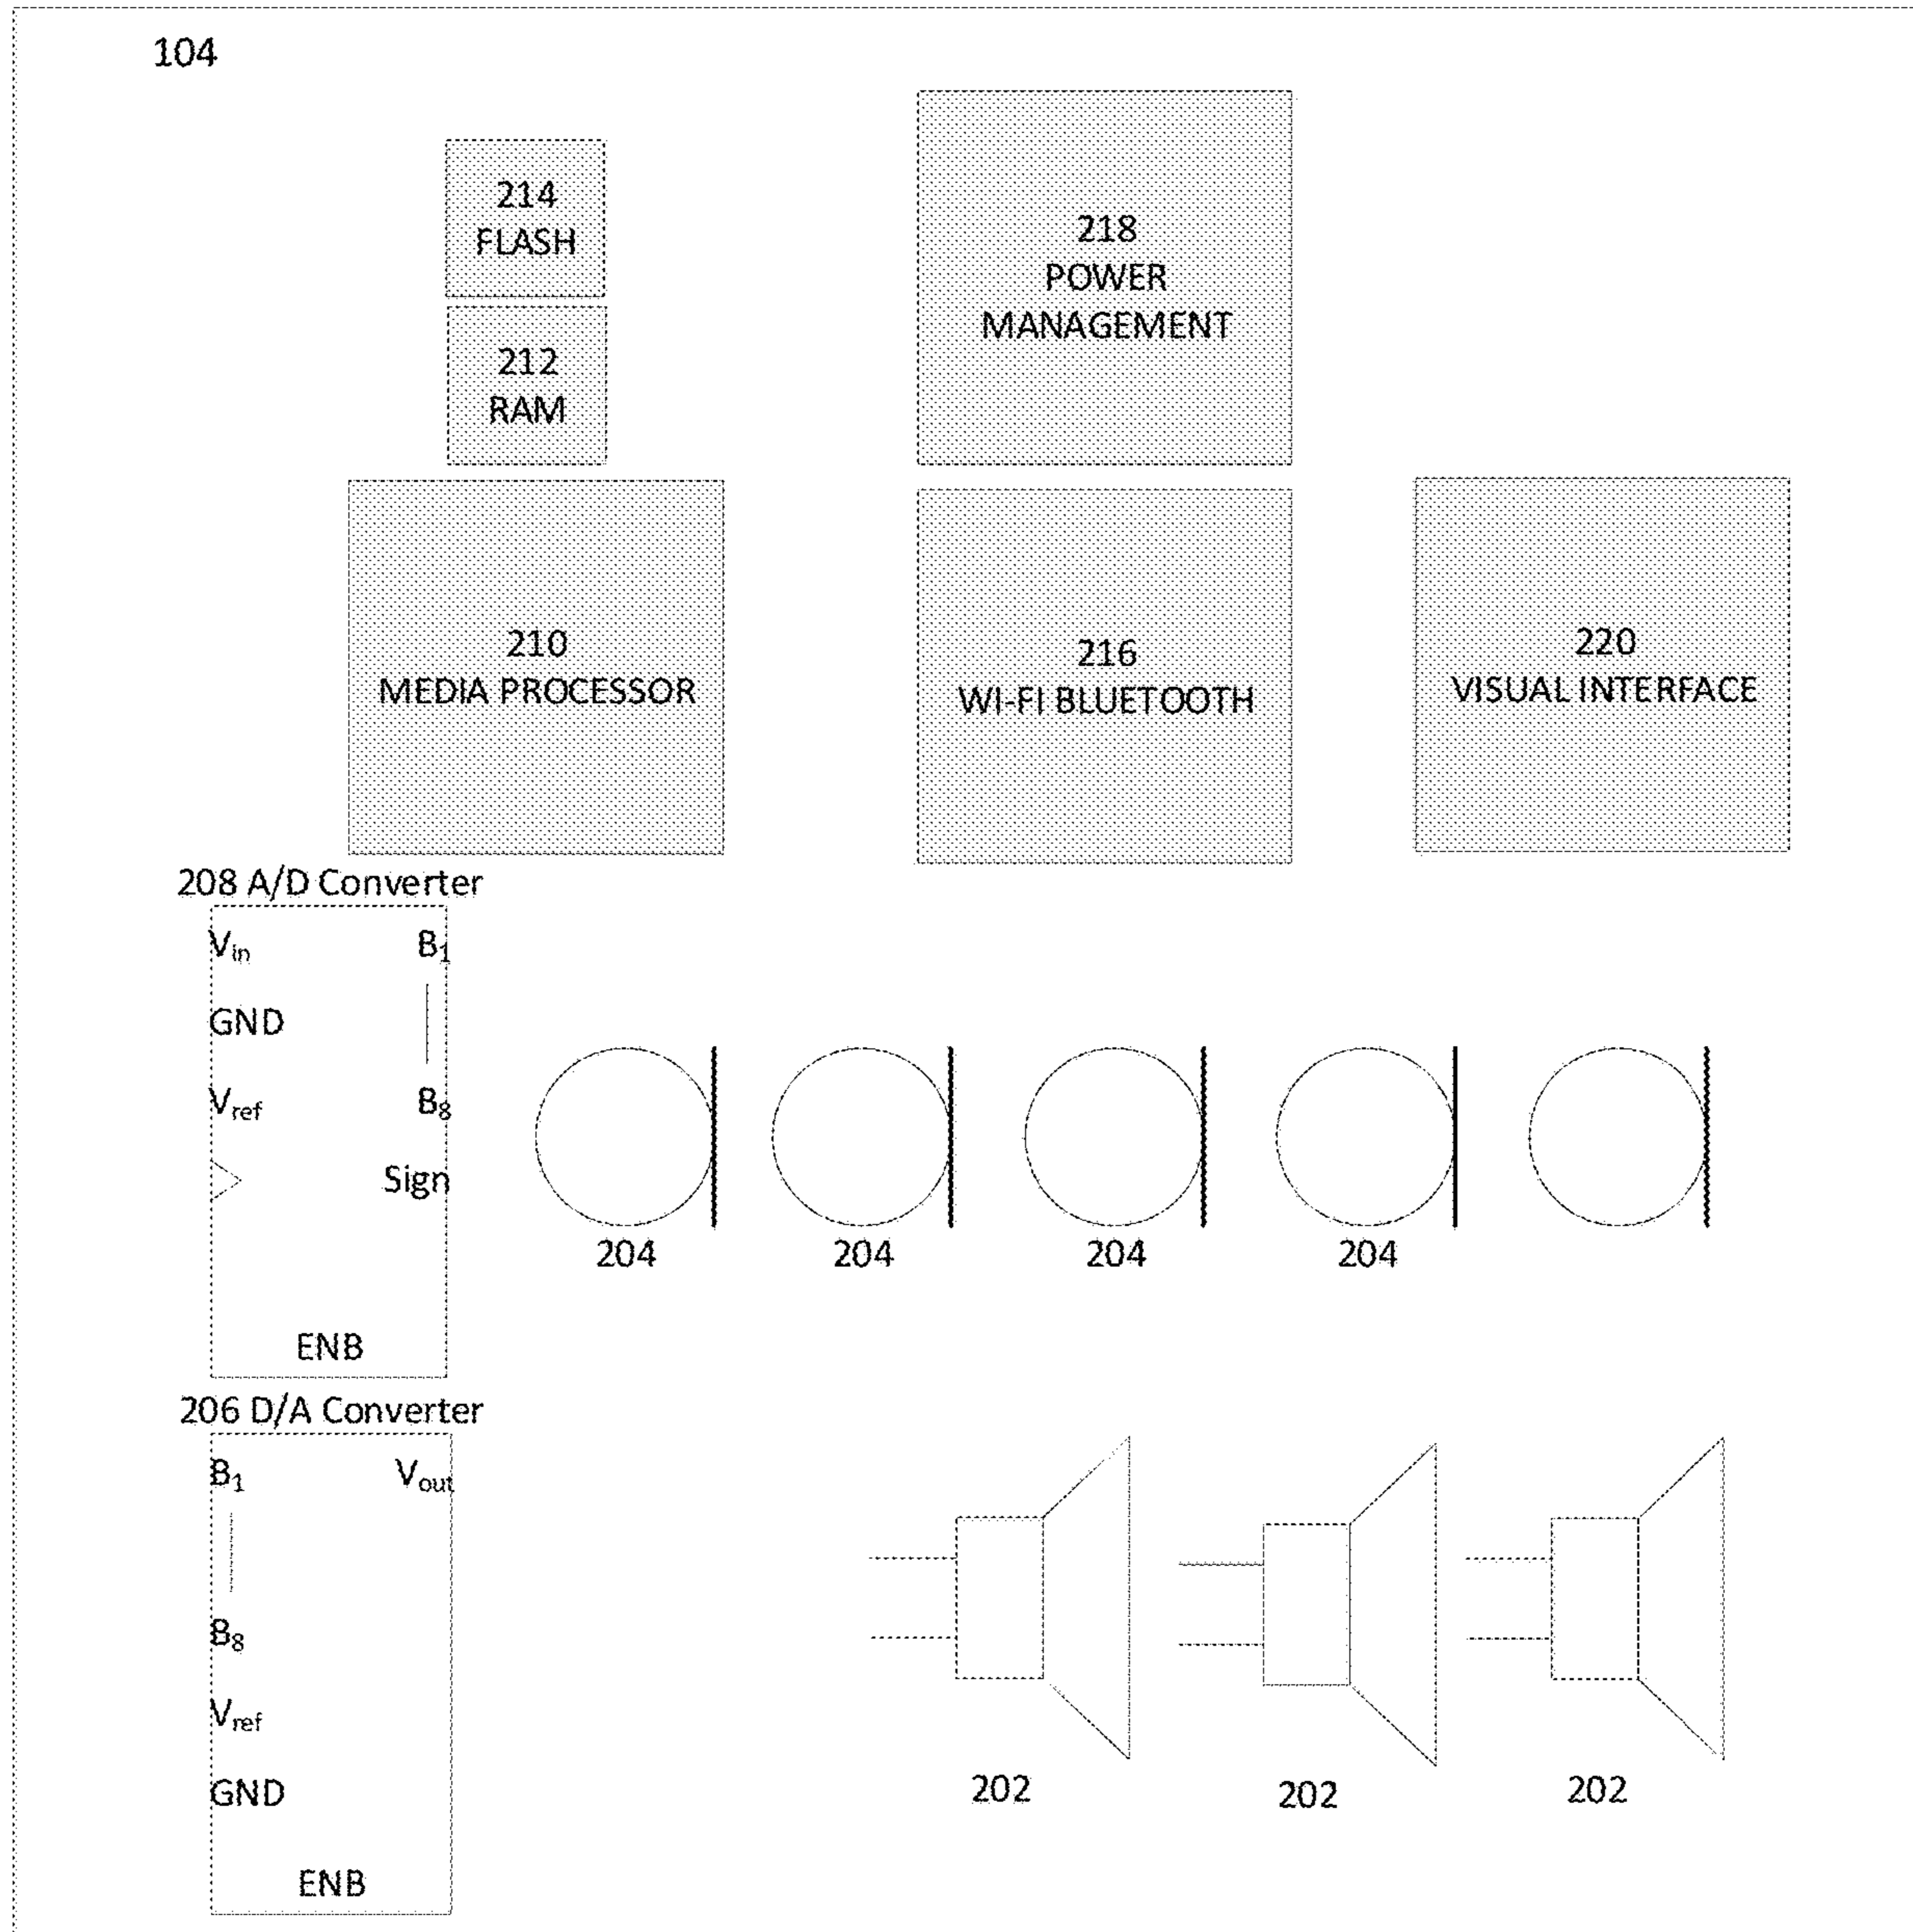 104
214
FLASH
218
POWER
MANAGEMENT
212
RAM
210
MEDIA PROCESSOR
216
WI-FI BLUETOOTH
220
VISUAL INTERFACE
208 A/D Converter
Vin B1
GND
Vref B8
Sign
204 204 204 204
ENB
206 D/A Converter
B1 Vout
B8
Vref
GND
202 202 202
ENB